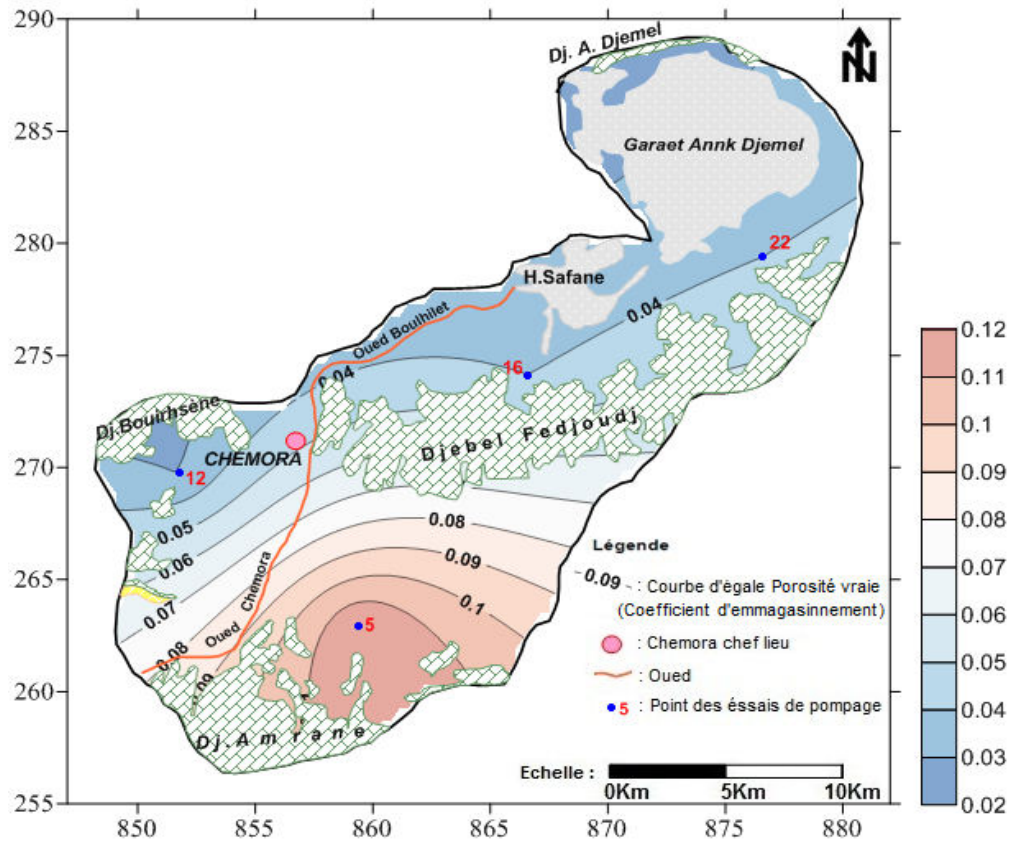 290
285
280
275
270
265
260
255
850
855
860
865
870
875
880
Dj. A. Djemel
N
Garaet Annk Djemel
22
H.Safane
0.04
Oued Boulhilet
0.04
16
Dj.Bouirhsène
CHEMORA
12
Djebel Fedjoudj
0.05
0.06
0.07
0.08
0.08
0.09
0.1
0.09
Oued Chemora
5
Dj. Amrane
Légende
0.09 : Courbe d'égale Porosité vraie
(Coefficient d'emmagasinnement)
: Chemora chef lieu
: Oued
5 : Point des éssais de pompage
Echelle :
0Km 5Km 10Km
0.12
0.11
0.1
0.09
0.08
0.07
0.06
0.05
0.04
0.03
0.02